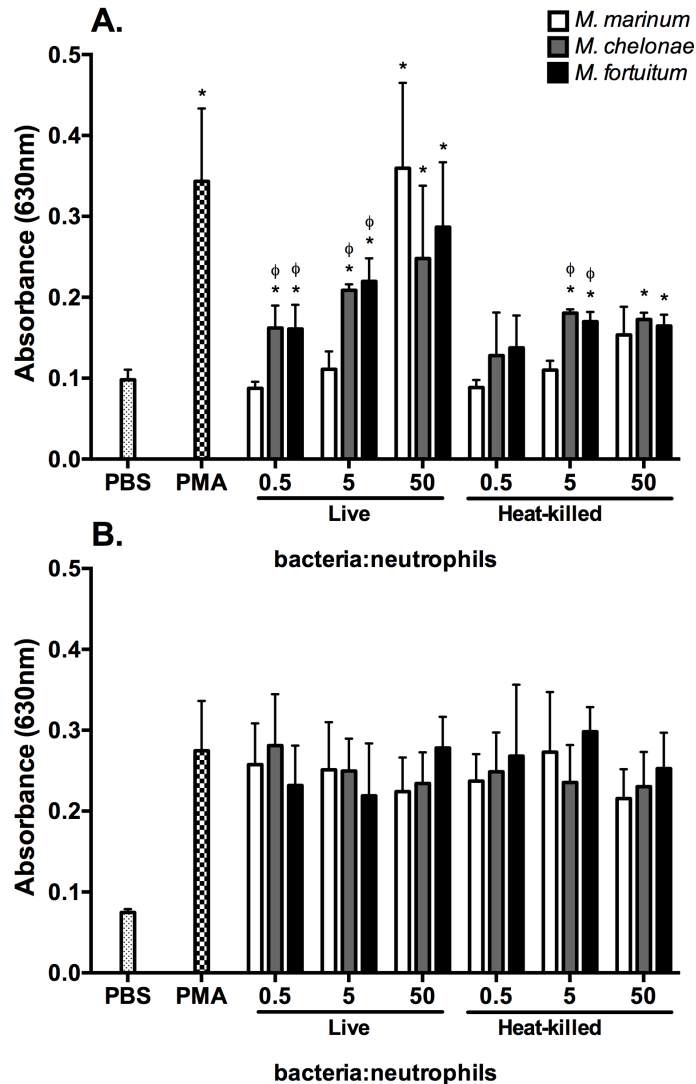 A.
M. marinum
M. chelonae
M. fortuitum
Absorbance (630nm)
0.5
0.4
0.3
0.2
0.1
0.0
*
*
*
*
ϕ
*
ϕ
*
ϕ
*
ϕ
*
ϕ
*
ϕ
*
*
*
PBS PMA 0.5 5 50 0.5 5 50
Live Heat-killed
bacteria:neutrophils
B.
Absorbance (630nm)
0.5
0.4
0.3
0.2
0.1
0.0
PBS PMA 0.5 5 50 0.5 5 50
Live Heat-killed
bacteria:neutrophils